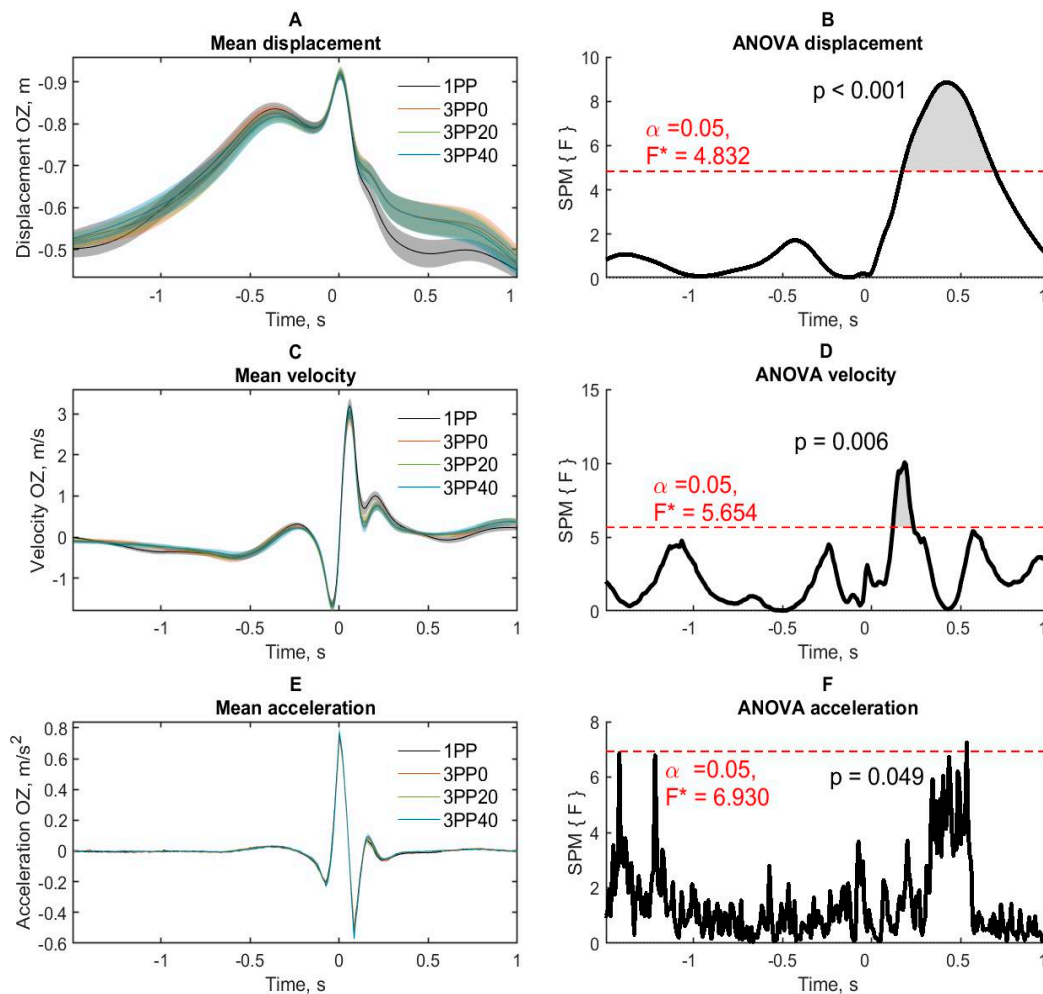 A
Mean displacement
Displacement OZ, m
-0.9
-0.8
-0.7
-0.6
-0.5
1PP
3PP0
3PP20
3PP40
-1
-0.5
0
0.5
1
Time, s
B
ANOVA displacement
SPM { F }
10
8
6
4
2
0
p < 0.001
α =0.05,
F* = 4.832
-1
-0.5
0
0.5
1
Time, s
C
Mean velocity
Velocity OZ, m/s
3
2
1
0
-1
1PP
3PP0
3PP20
3PP40
-1
-0.5
0
0.5
1
Time, s
D
ANOVA velocity
SPM { F }
15
10
5
0
p = 0.006
α =0.05,
F* = 5.654
-1
-0.5
0
0.5
1
Time, s
E
Mean acceleration
Acceleration OZ, m/s²
0.8
0.6
0.4
0.2
0
-0.2
-0.4
-0.6
1PP
3PP0
3PP20
3PP40
-1
-0.5
0
0.5
1
Time, s
F
ANOVA acceleration
SPM { F }
8
6
4
2
0
α =0.05,
F* = 6.930
p = 0.049
-1
-0.5
0
0.5
1
Time, s